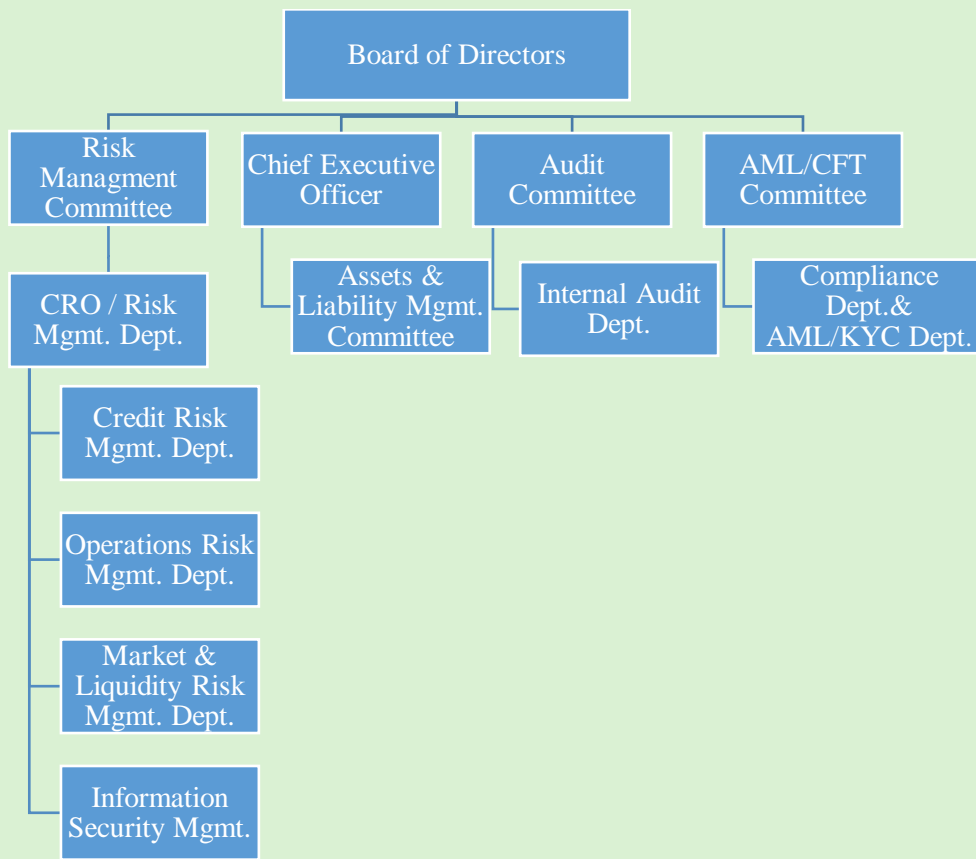 Board of Directors
Risk
Managment
Committee
Chief Executive
Officer
Audit
Committee
AML/CFT
Committee
CRO / Risk
Mgmt. Dept.
Assets &
Liability Mgmt.
Committee
Internal Audit
Dept.
Compliance
Dept.&
AML/KYC Dept.
Credit Risk
Mgmt. Dept.
Operations Risk
Mgmt. Dept.
Market &
Liquidity Risk
Mgmt. Dept.
Information
Security Mgmt.